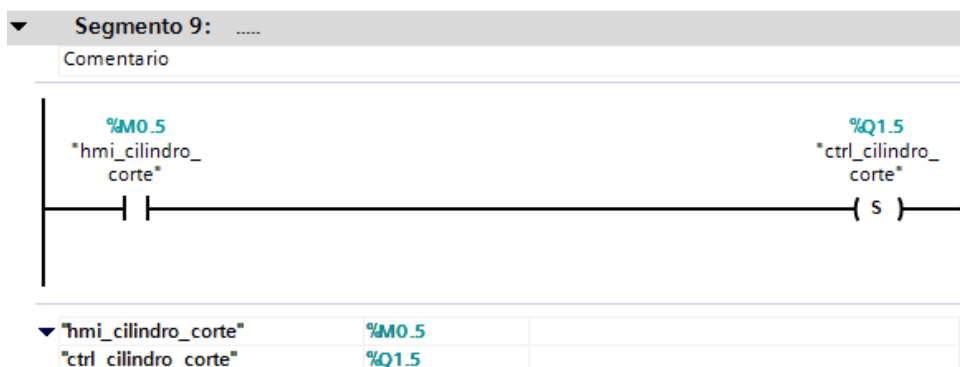 Segmento 9: .....
Comentario
%M0.5
"hmi_cilindro_
corte"
%Q1.5
"ctrl_cilindro_
corte"
S
"hmi_cilindro_corte" %M0.5
"ctrl_cilindro_corte" %Q1.5